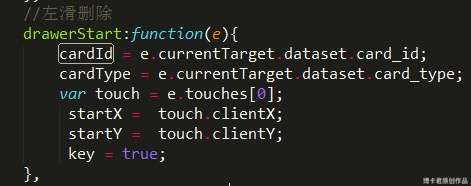 //左滑删除
drawerStart:function(e){
cardId = e.currentTarget.dataset.card_id;
cardType = e.currentTarget.dataset.card_type;
var touch = e.touches[0];
startX =  touch.clientX;
startY =  touch.clientY;
key = true;
},
博卡君原创作品